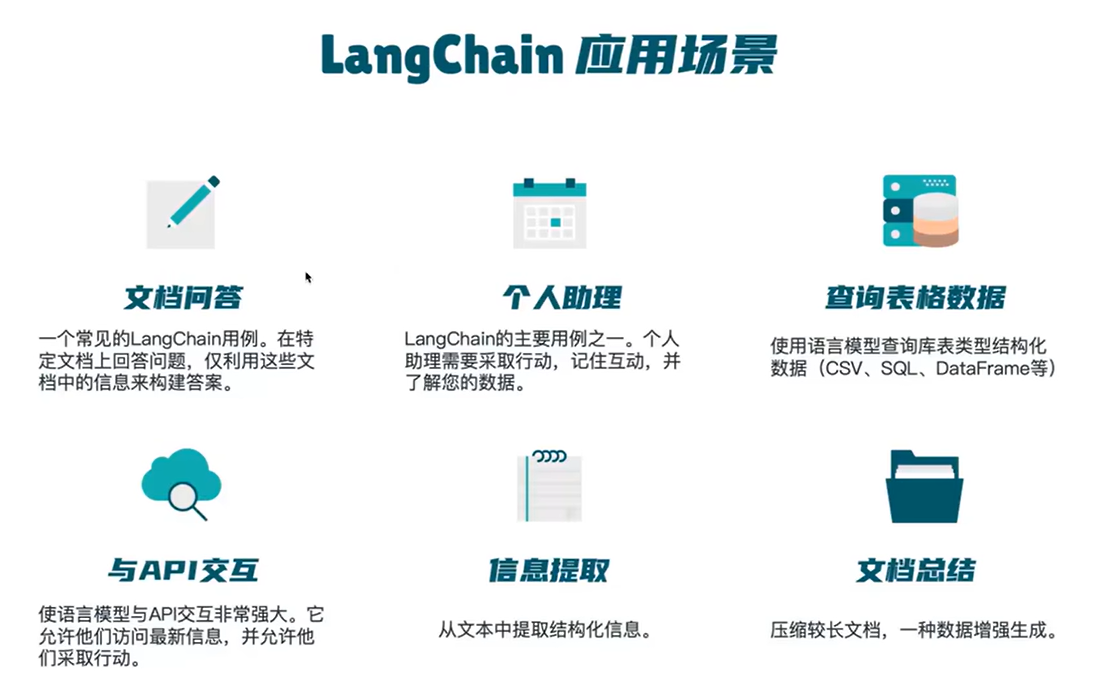 LangChain 应用场景
文档问答
一个常见的LangChain用例。在特
定文档上回答问题，仅利用这些文
档中的信息来构建答案。
个人助理
LangChain的主要用例之一。个人
助理需要采取行动，记住互动，并
了解您的数据。
查询表格数据
使用语言模型查询库表类型结构化
数据（CSV、SQL、DataFrame等）
与API交互
使语言模型与API交互非常强大。它
允许他们访问最新信息，并允许他
们采取行动。
信息提取
从文本中提取结构化信息。
文档总结
压缩较长文档，一种数据增强生成。